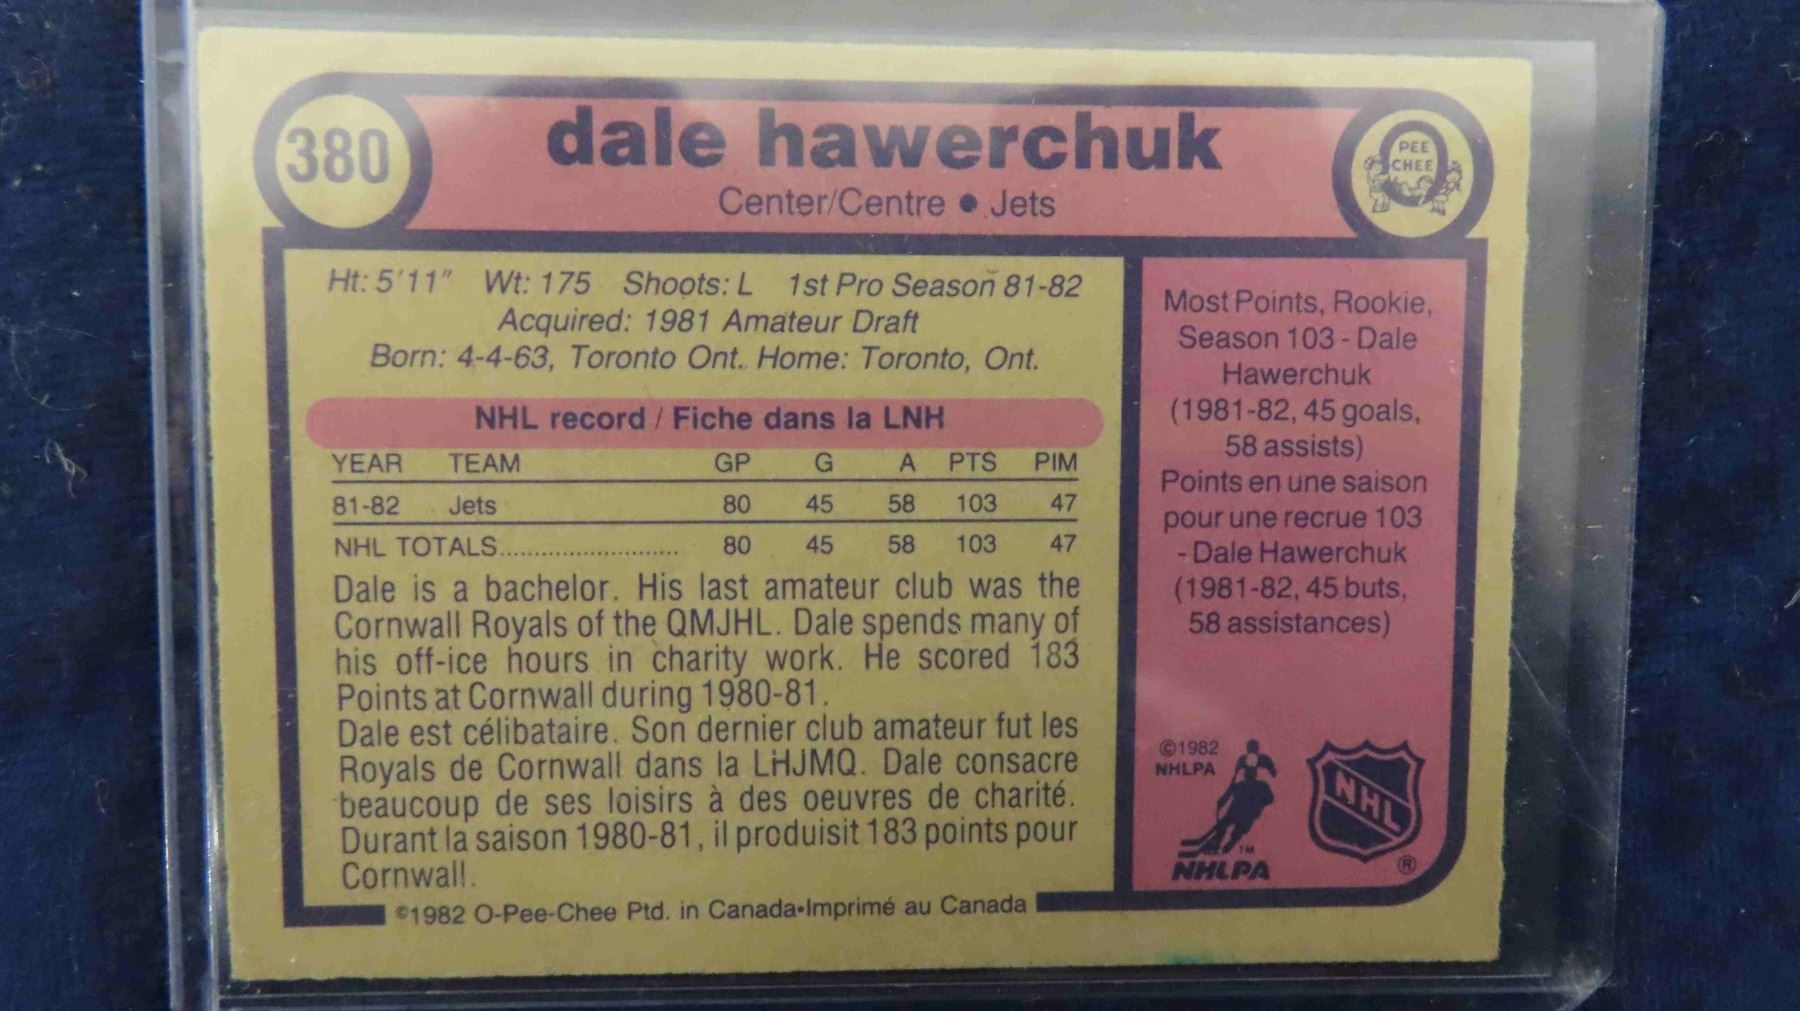 380
dale hawerchuk
PEE
CHEE
Center/Centre • Jets
Ht: 5'11" Wt: 175 Shoots: L 1st Pro Season 81-82
Acquired: 1981 Amateur Draft
Born: 4-4-63, Toronto Ont. Home: Toronto, Ont.
NHL record / Fiche dans la LNH
YEAR TEAM GP G A PTS PIM
81-82 Jets 80 45 58 103 47
NHL TOTALS............................ 80 45 58 103 47
Dale is a bachelor. His last amateur club was the
Cornwall Royals of the QMJHL. Dale spends many of
his off-ice hours in charity work. He scored 183
Points at Cornwall during 1980-81.
Dale est célibataire. Son dernier club amateur fut les
Royals de Cornwall dans la LHJMQ. Dale consacre
beaucoup de ses loisirs à des oeuvres de charité.
Durant la saison 1980-81, il produisit 183 points pour
Cornwall.
©1982 O-Pee-Chee Ptd. in Canada•Imprimé au Canada
Most Points, Rookie,
Season 103 - Dale
Hawerchuk
(1981-82, 45 goals,
58 assists)
Points en une saison
pour une recrue 103
- Dale Hawerchuk
(1981-82, 45 buts,
58 assistances)
©1982
NHLPA
TM
NHLPA
NHL
®